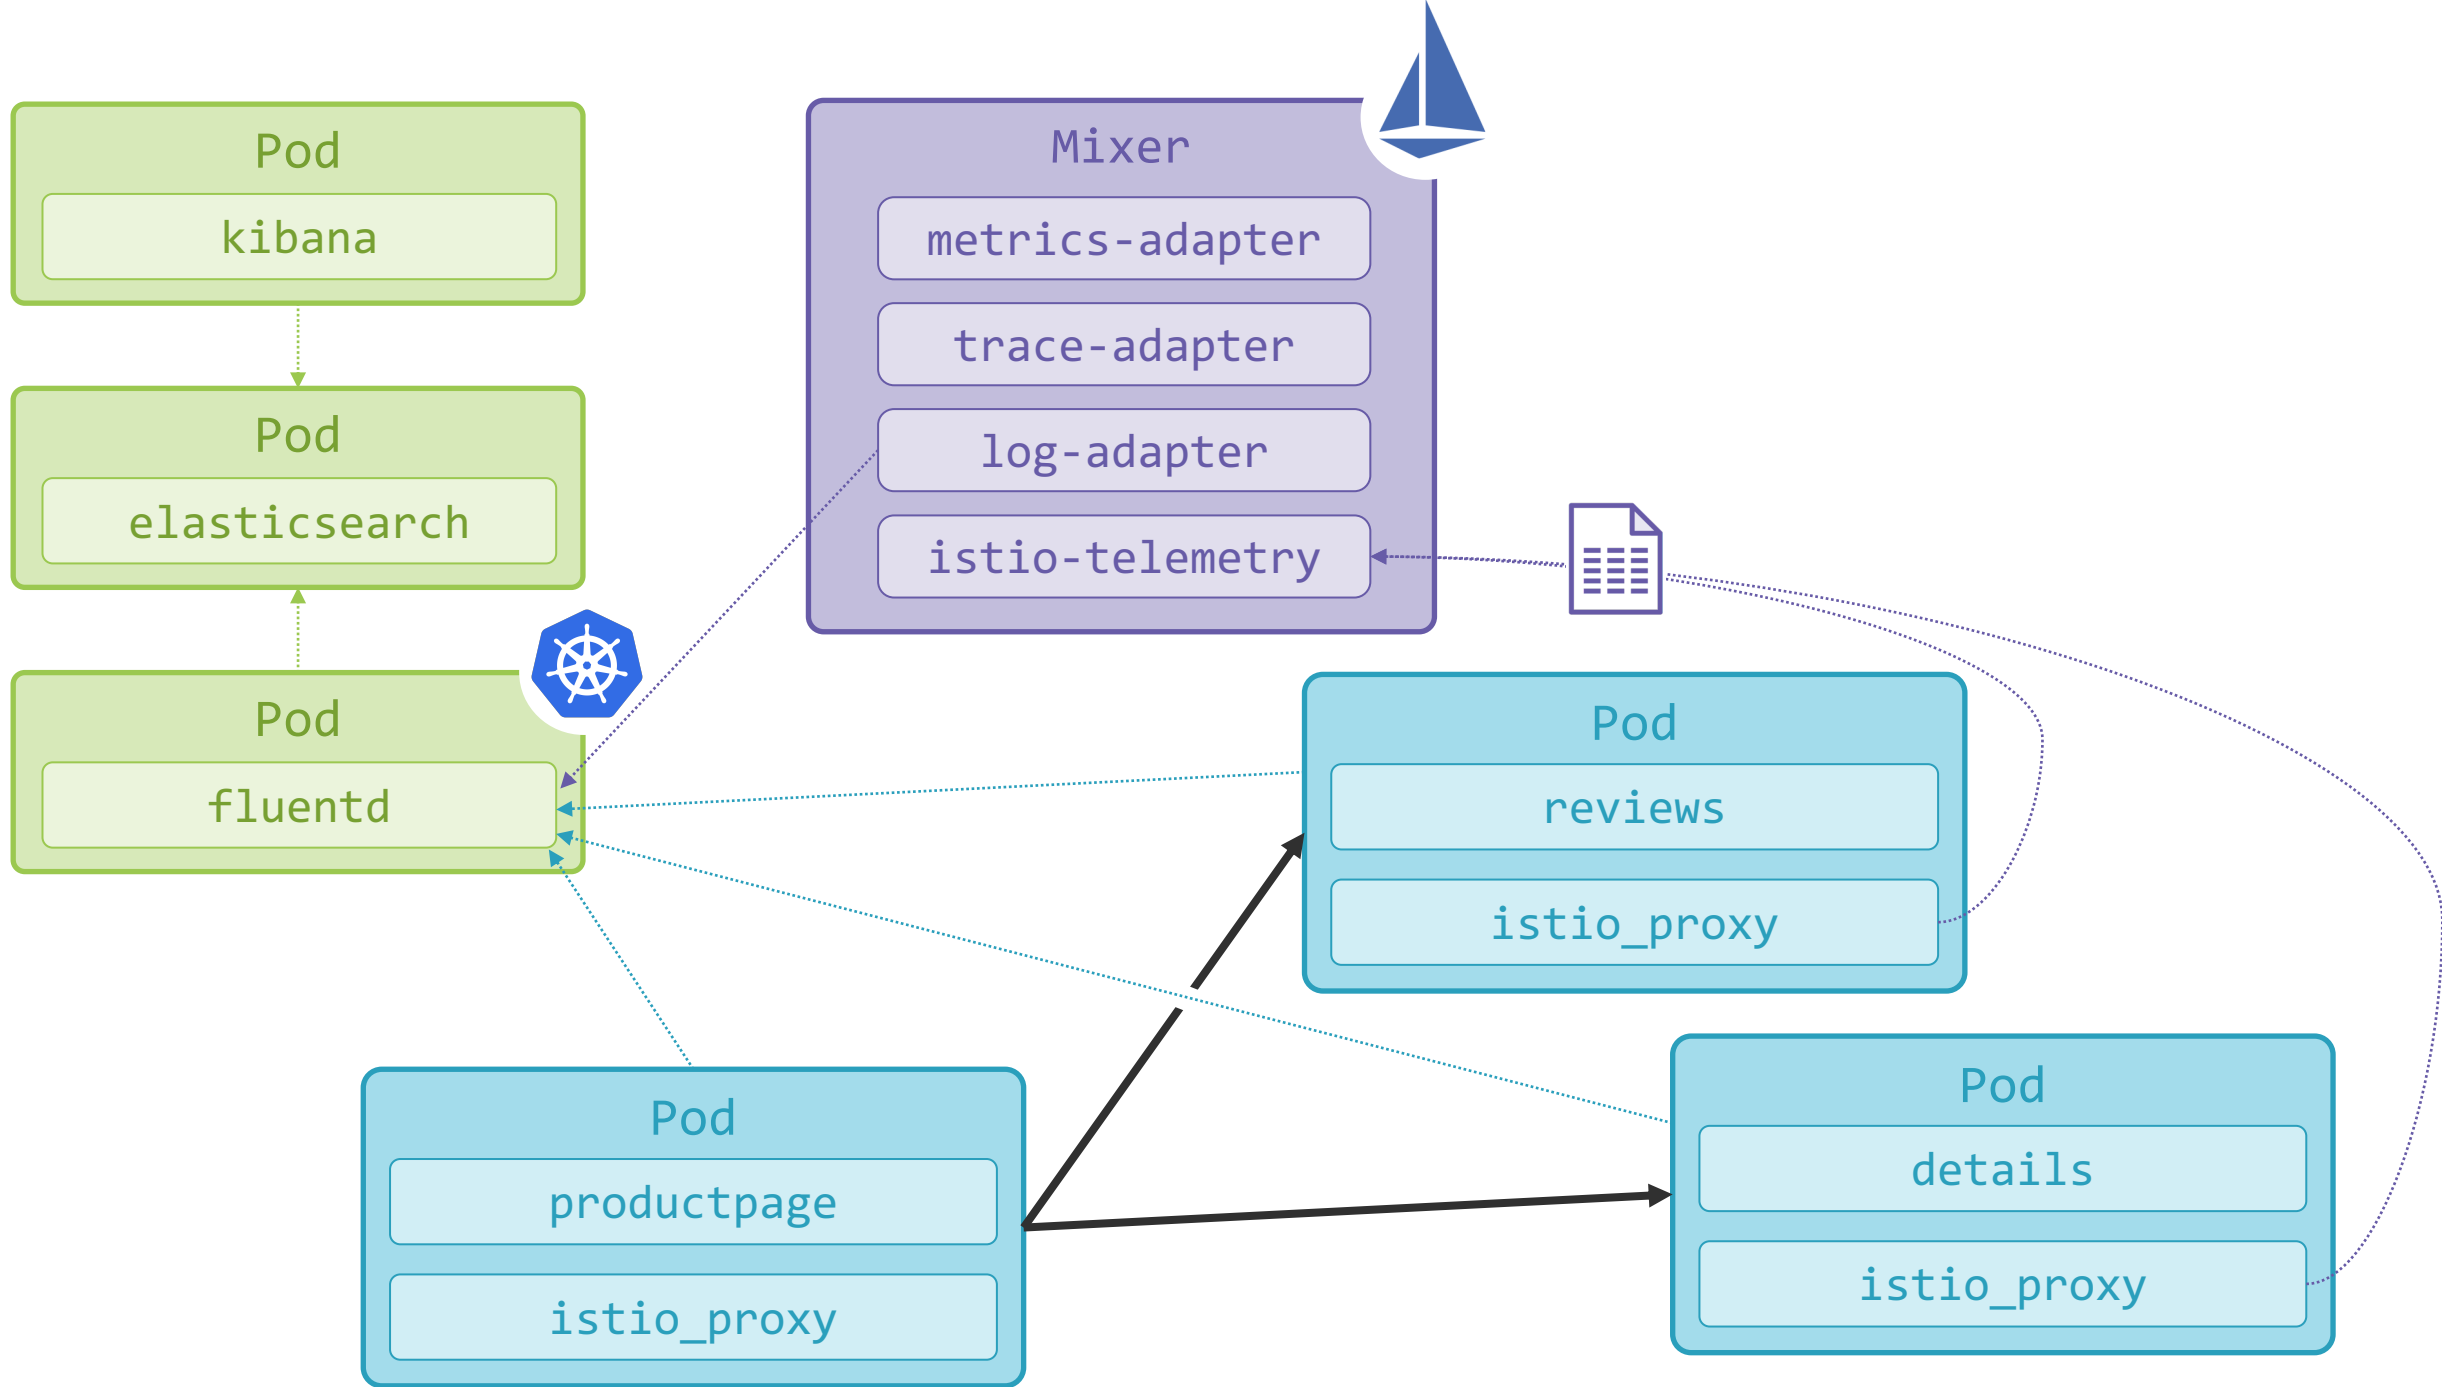 Pod
kibana
Pod
elasticsearch
Pod
fluentd
Mixer
metrics-adapter
trace-adapter
log-adapter
istio-telemetry
Pod
reviews
istio_proxy
Pod
productpage
istio_proxy
Pod
details
istio_proxy